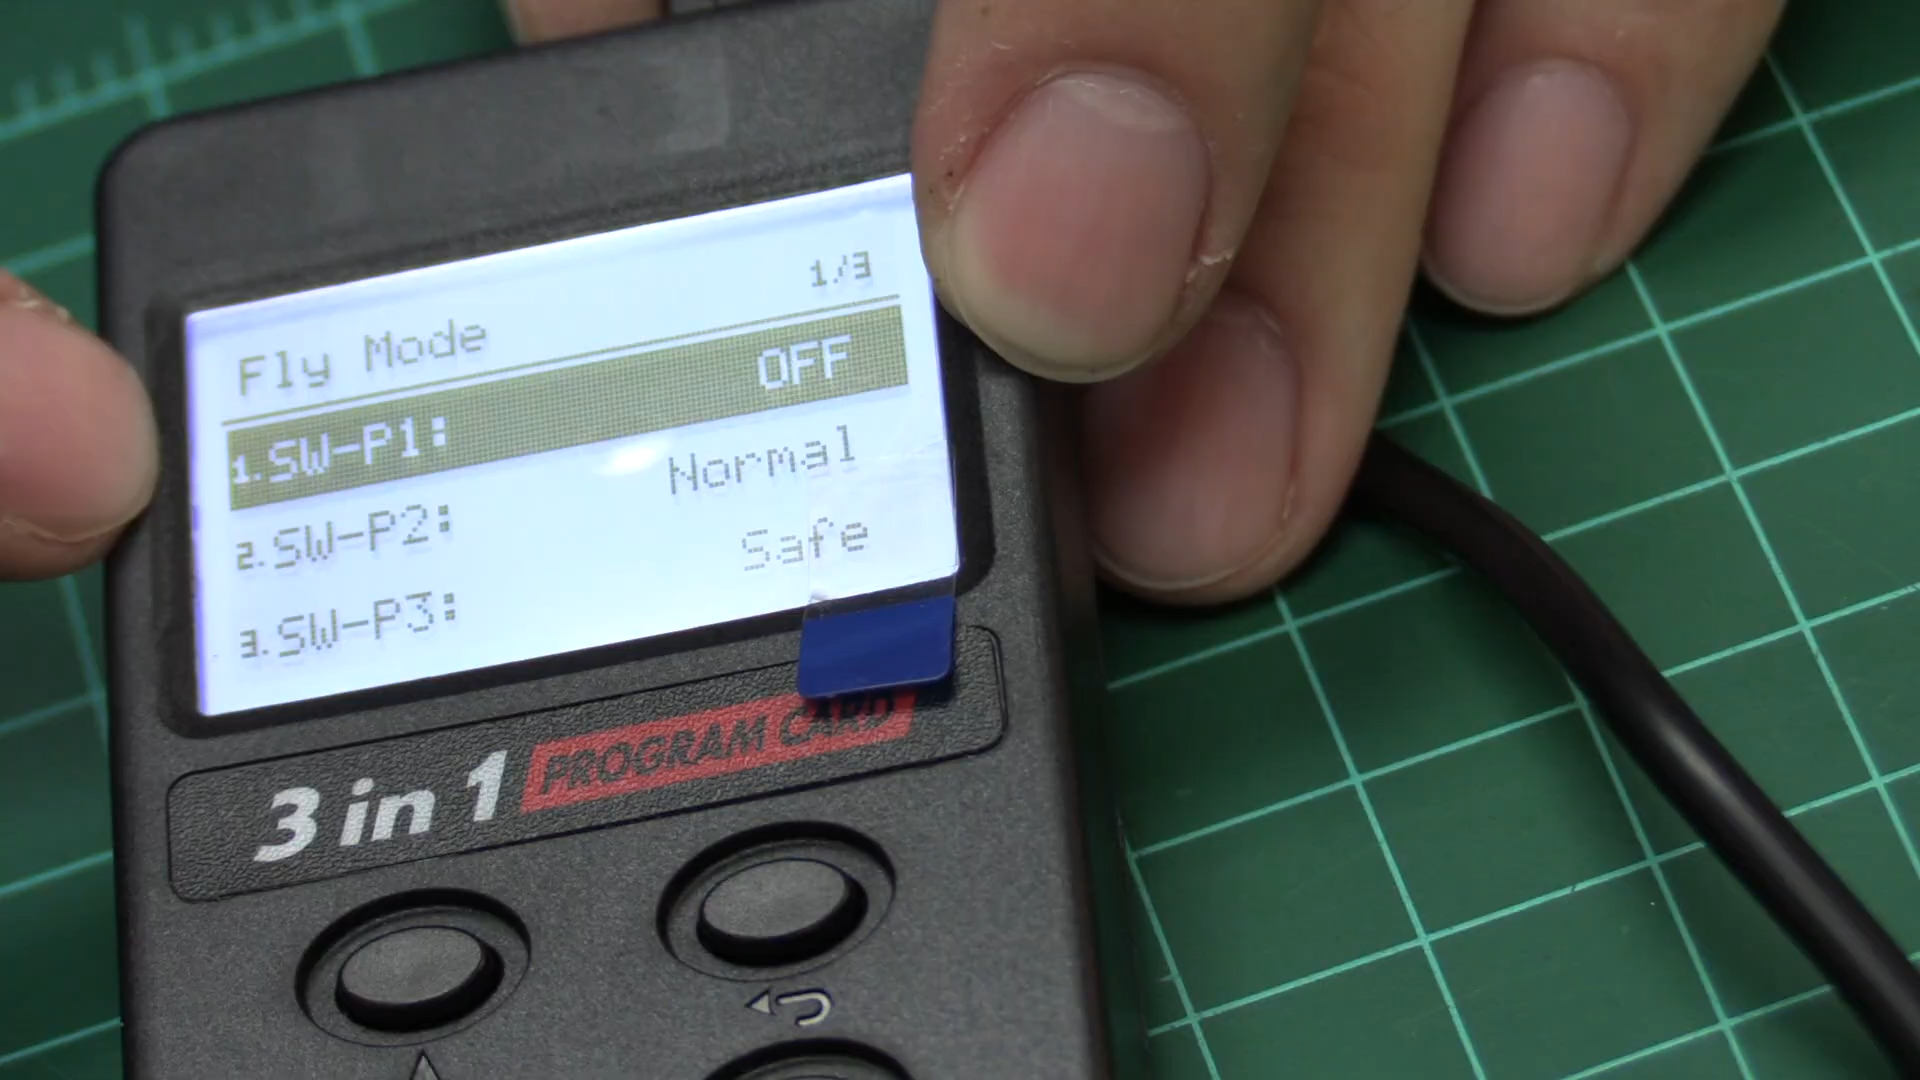 Fly Mode 1/3
1.SW-P1: OFF
2.SW-P2: Normal
3.SW-P3: Safe
3 in 1 PROGRAM CARD